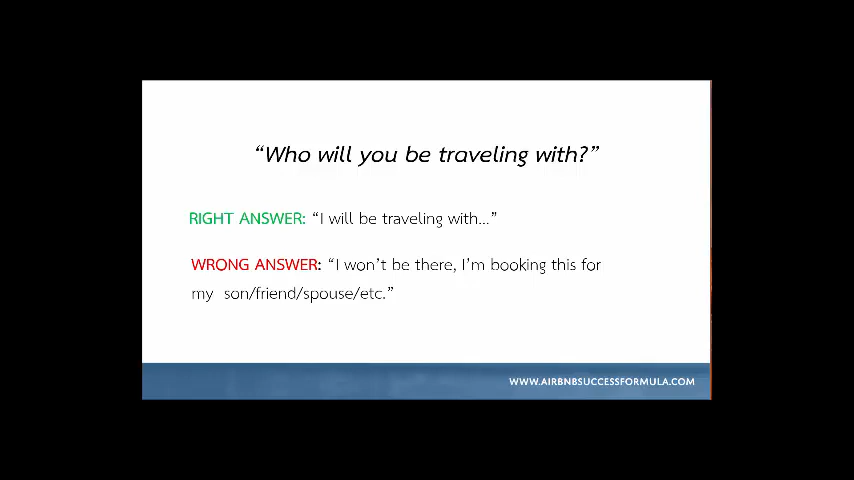 “Who will you be traveling with?”
RIGHT ANSWER: “I will be traveling with...”
WRONG ANSWER: “I won’t be there, I’m booking this for
my son/friend/spouse/etc.”
WWW.AIRBNBSUCCESSFORMULA.COM